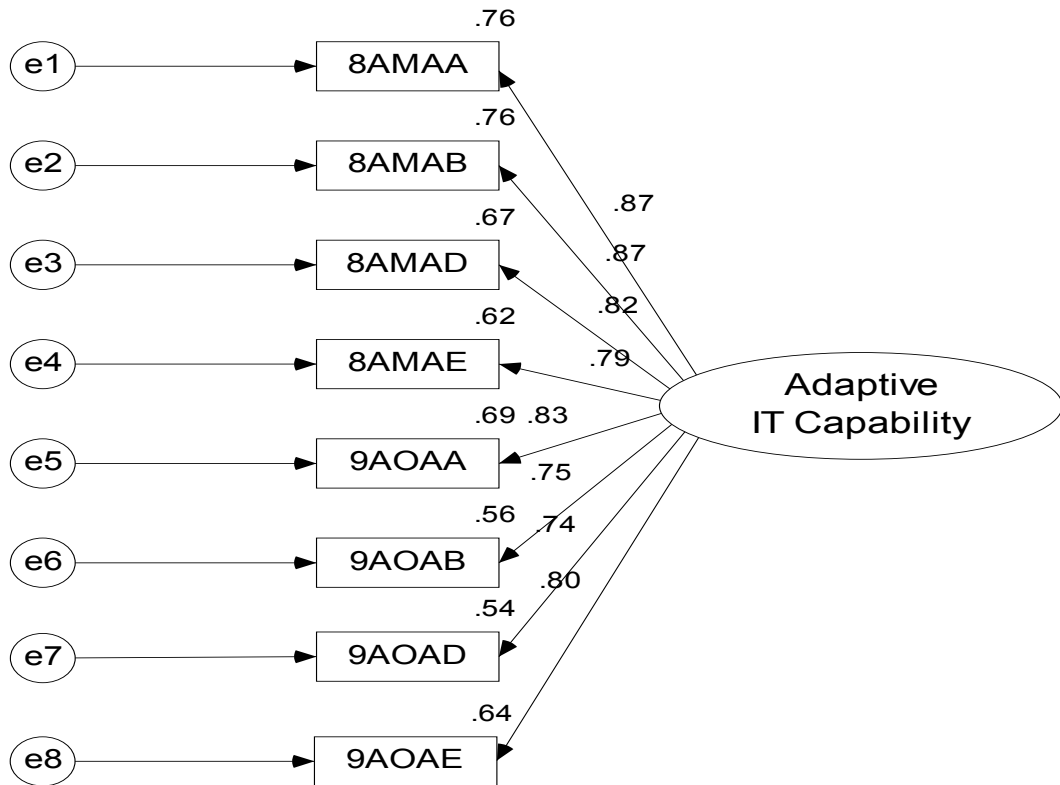 .76
e1 8AMAA
.76
e2 8AMAB
.87
.67
.87
e3 8AMAD
.82
.62
.79
e4 8AMAE
Adaptive
IT Capability
.69 .83
e5 9AOAA
.75
.56 .74
e6 9AOAB
.80
.54
e7 9AOAD
.64
e8 9AOAE